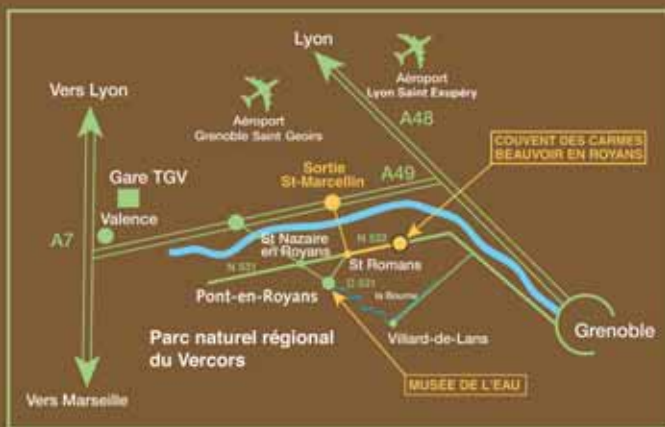 Lyon
Aéroport
Lyon Saint Exupéry
Vers Lyon
Aéroport
Grenoble Saint Geoirs
A48
COUVENT DES CARMES
BEAUVOIR EN ROYANS
Sortie
St-Marcellin
A49
Gare TGV
Valence
A7
St Nazaire
en Royans
N 532
N 531
St Romans
D 531
Pont-en-Royans
la Bourne
Grenoble
Parc naturel régional
du Vercors
Villard-de-Lans
MUSÉE DE L'EAU
Vers Marseille